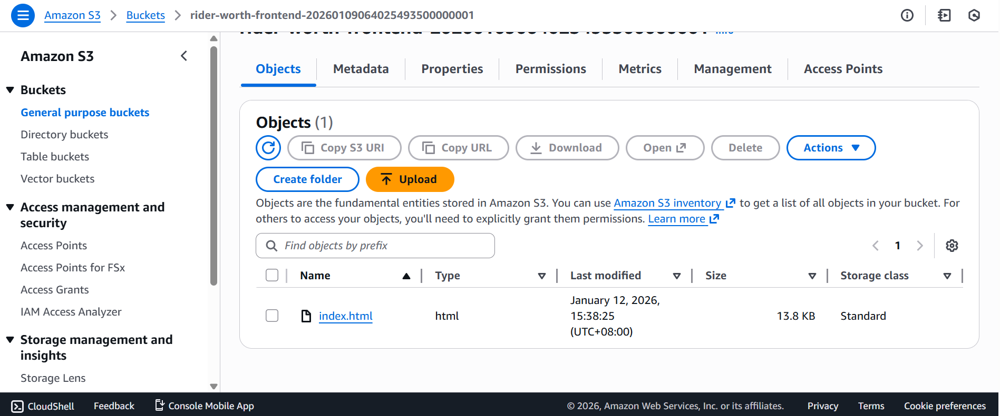 Amazon S3
Buckets
rider-worth-frontend-20260109064025493500000001
Amazon S3
Buckets
General purpose buckets
Directory buckets
Table buckets
Vector buckets
Access management and
security
Access Points
Access Points for FSx
Access Grants
IAM Access Analyzer
Storage management and
insights
Storage Lens
rider-worth-frontend-20260109064025493500000001 Info
Objects
Metadata
Properties
Permissions
Metrics
Management
Access Points
Objects (1)
Copy S3 URI
Copy URL
Download
Open
Delete
Actions
Create folder
Upload
Objects are the fundamental entities stored in Amazon S3. You can use Amazon S3 inventory to get a list of all objects in your bucket. For
others to access your objects, you'll need to explicitly grant them permissions. Learn more
Find objects by prefix
1
Name
Type
Last modified
Size
Storage class
index.html
html
January 12, 2026,
15:38:25
(UTC+08:00)
13.8 KB
Standard
CloudShell
Feedback
Console Mobile App
© 2026, Amazon Web Services, Inc. or its affiliates.
Privacy
Terms
Cookie preferences